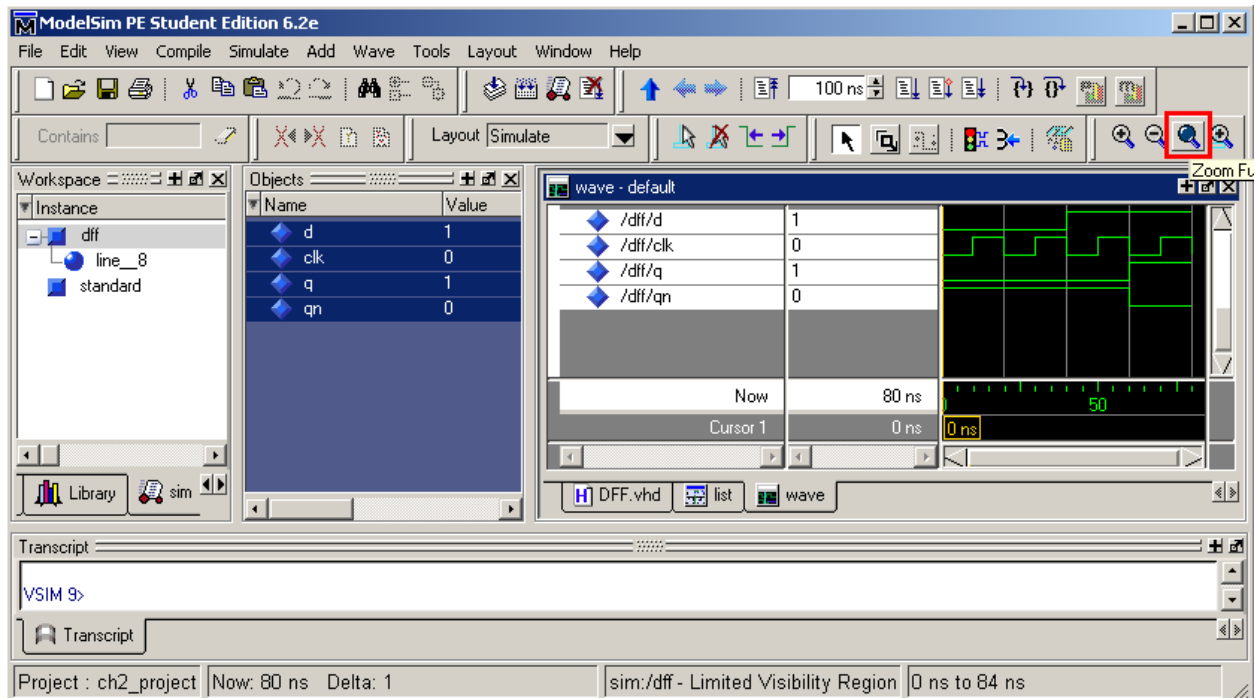 ModelSim PE Student Edition 6.2e
File Edit View Compile Simulate Add Wave Tools Layout Window Help
100 ns
Contains
Layout Simulate
Zoom Fu
Workspace
Instance
dff
line__8
standard
Library
sim
Objects
Name Value
d 1
clk 0
q 1
qn 0
wave - default
/dff/d 1
/dff/clk 0
/dff/q 1
/dff/qn 0
Now 80 ns
50
Cursor 1 0 ns
0 ns
DFF.vhd list wave
Transcript
VSIM 9>
Transcript
Project : ch2_project Now: 80 ns Delta: 1 sim:/dff - Limited Visibility Region 0 ns to 84 ns